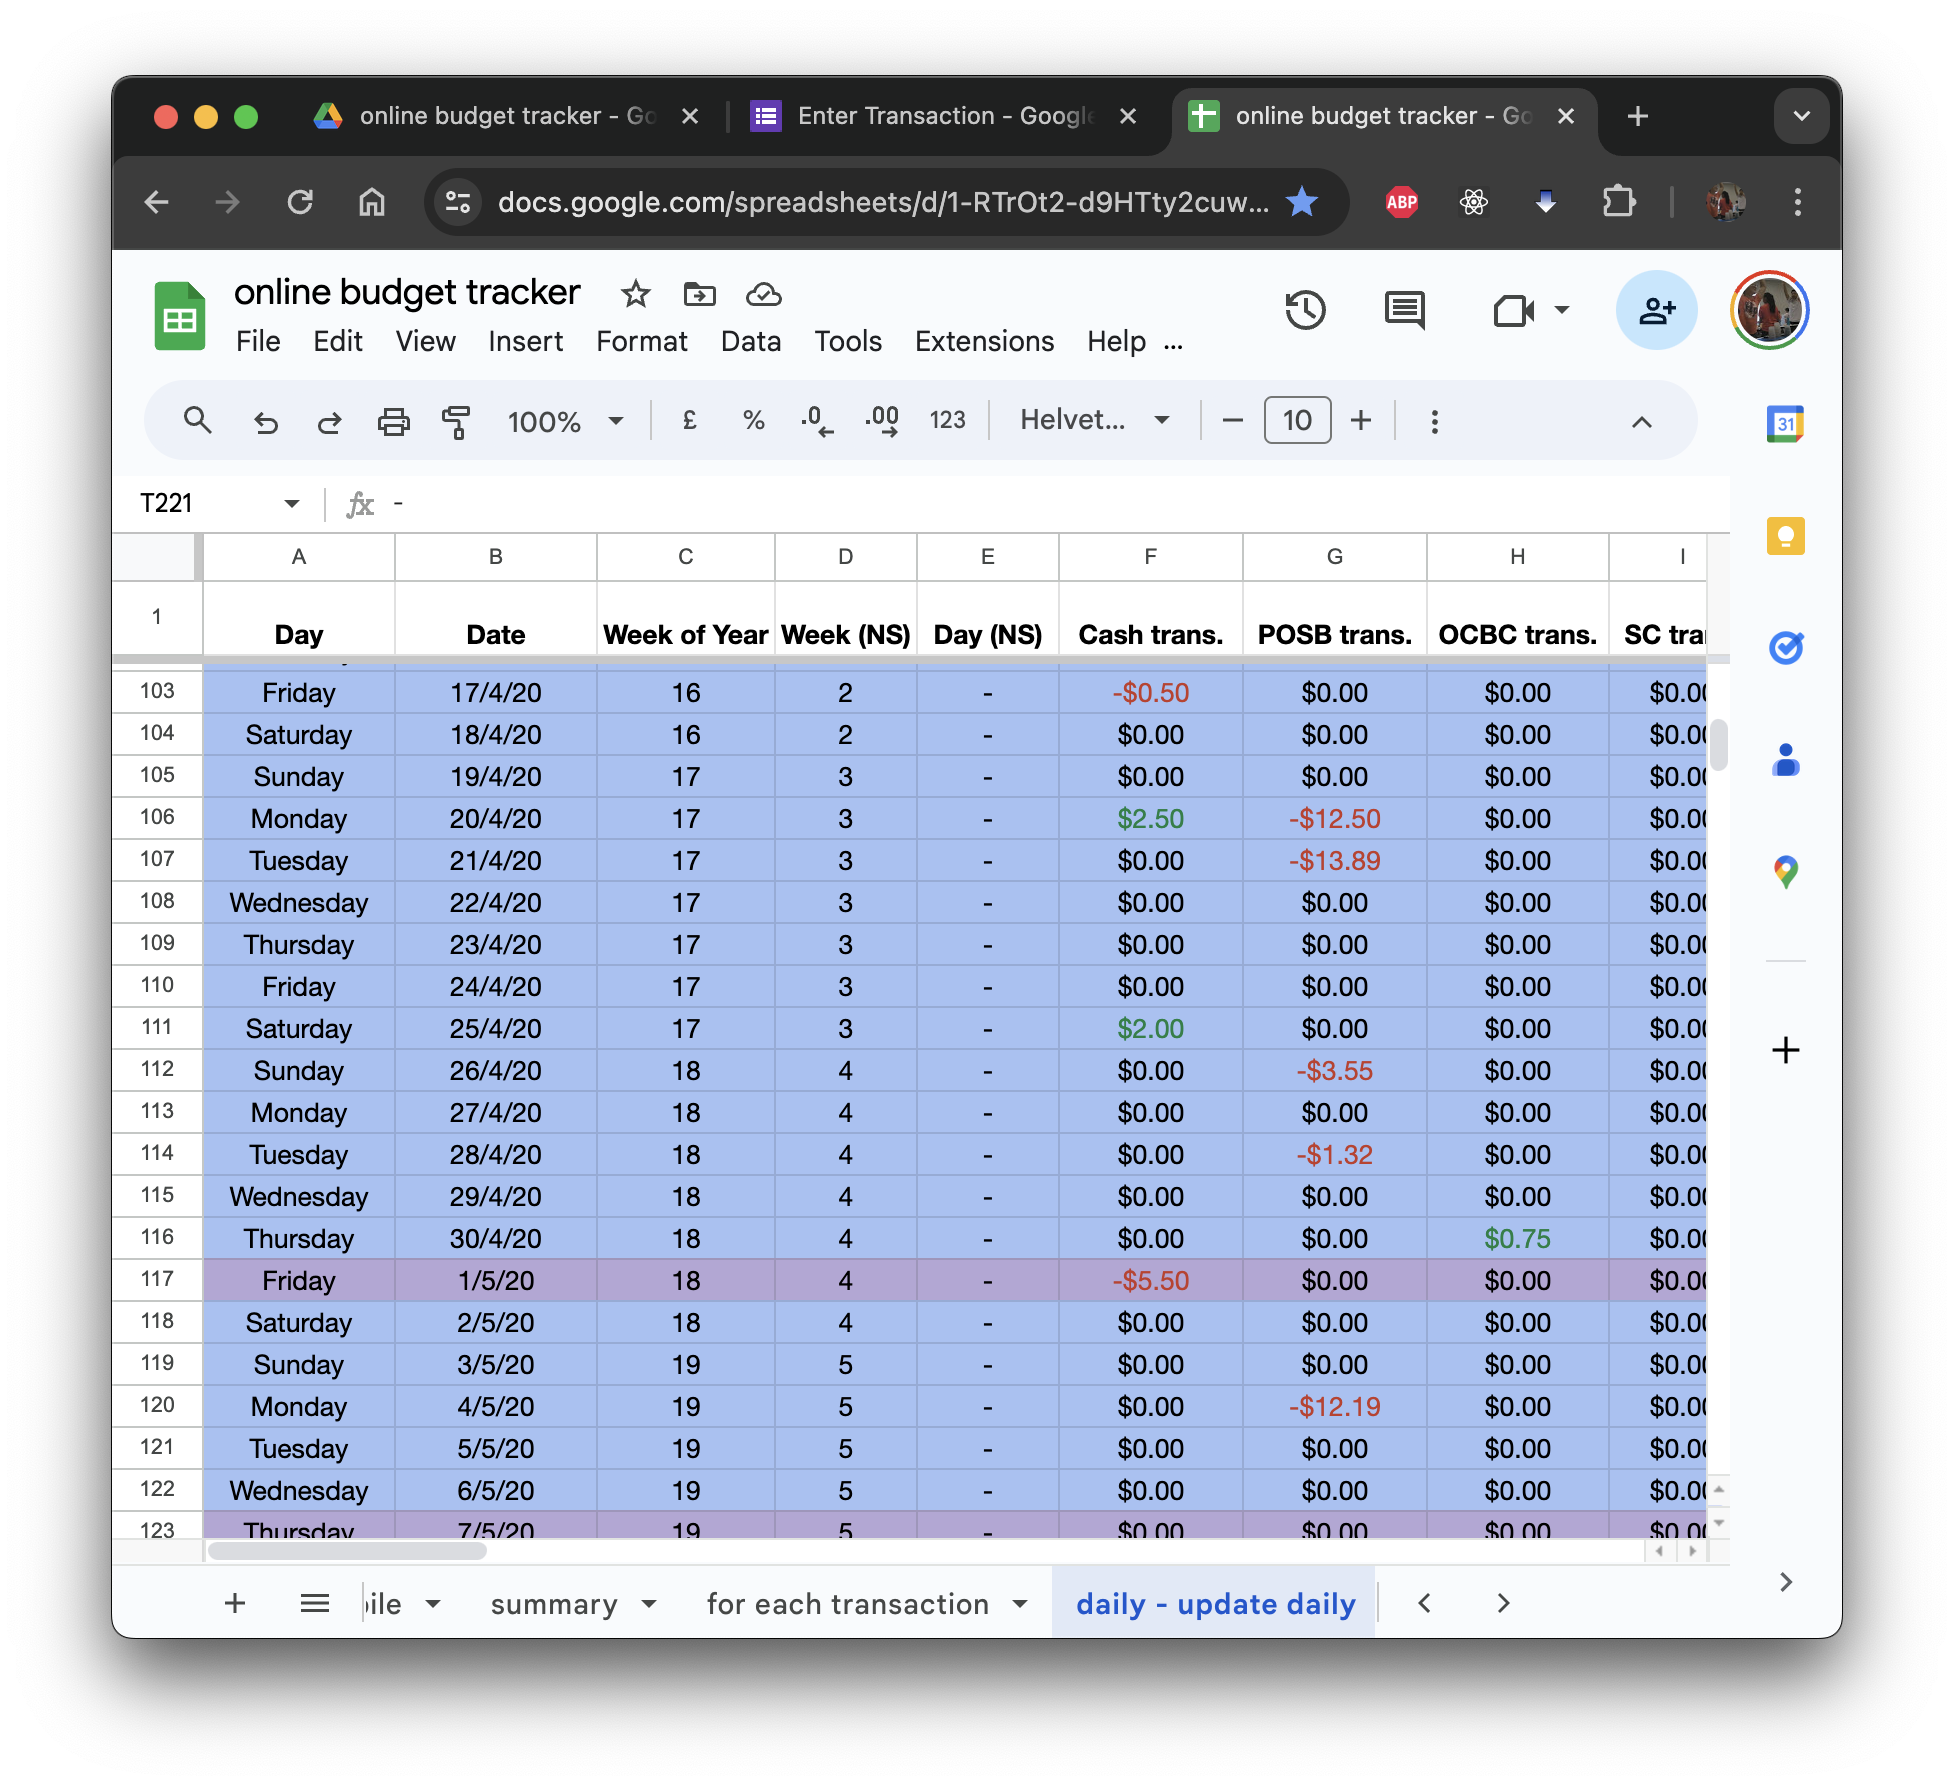 online budget tracker - Go
Enter Transaction - Google
online budget tracker - Go
docs.google.com/spreadsheets/d/1-RTrOt2-d9HTty2cuw...
ABP
online budget tracker
File Edit View Insert Format Data Tools Extensions Help ...
100% £ % .0 .00 123 Helvet... − 10 +
31
T221 fx -
A B C D E F G H I
1 Day Date Week of Year Week (NS) Day (NS) Cash trans. POSB trans. OCBC trans. SC tra
103 Friday 17/4/20 16 2 - -$0.50 $0.00 $0.00 $0.0
104 Saturday 18/4/20 16 2 - $0.00 $0.00 $0.00 $0.0
105 Sunday 19/4/20 17 3 - $0.00 $0.00 $0.00 $0.0
106 Monday 20/4/20 17 3 - $2.50 -$12.50 $0.00 $0.0
107 Tuesday 21/4/20 17 3 - $0.00 -$13.89 $0.00 $0.0
108 Wednesday 22/4/20 17 3 - $0.00 $0.00 $0.00 $0.0
109 Thursday 23/4/20 17 3 - $0.00 $0.00 $0.00 $0.0
110 Friday 24/4/20 17 3 - $0.00 $0.00 $0.00 $0.0
111 Saturday 25/4/20 17 3 - $2.00 $0.00 $0.00 $0.0
112 Sunday 26/4/20 18 4 - $0.00 -$3.55 $0.00 $0.0
113 Monday 27/4/20 18 4 - $0.00 $0.00 $0.00 $0.0
114 Tuesday 28/4/20 18 4 - $0.00 -$1.32 $0.00 $0.0
115 Wednesday 29/4/20 18 4 - $0.00 $0.00 $0.00 $0.0
116 Thursday 30/4/20 18 4 - $0.00 $0.00 $0.75 $0.0
117 Friday 1/5/20 18 4 - -$5.50 $0.00 $0.00 $0.0
118 Saturday 2/5/20 18 4 - $0.00 $0.00 $0.00 $0.0
119 Sunday 3/5/20 19 5 - $0.00 $0.00 $0.00 $0.0
120 Monday 4/5/20 19 5 - $0.00 -$12.19 $0.00 $0.0
121 Tuesday 5/5/20 19 5 - $0.00 $0.00 $0.00 $0.0
122 Wednesday 6/5/20 19 5 - $0.00 $0.00 $0.00 $0.0
123 Thursday 7/5/20 19 5 - $0.00 $0.00 $0.00 $0.0
ile summary for each transaction daily - update daily